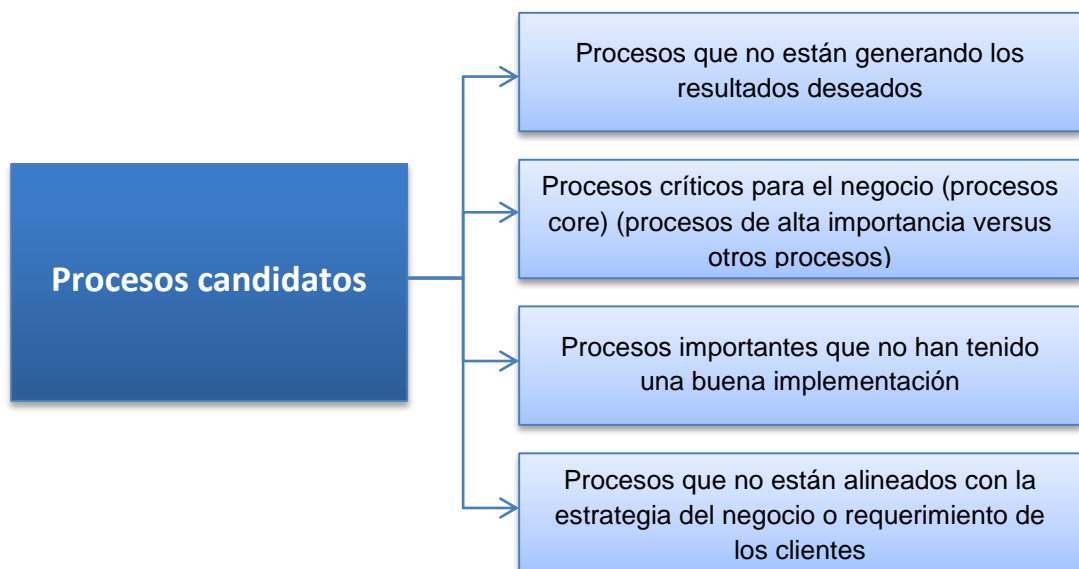 Procesos que no están generando los
resultados deseados
Procesos críticos para el negocio (procesos
core) (procesos de alta importancia versus
otros procesos)
Procesos candidatos
Procesos importantes que no han tenido
una buena implementación
Procesos que no están alineados con la
estrategia del negocio o requerimiento de
los clientes